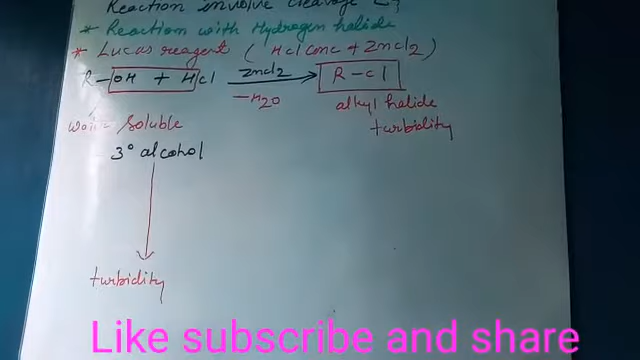 Reaction involve cleavage
* Reaction with Hydrogen halide
* Lucas reagent ( Hcl conc + Zncl2 )
R-OH + Hcl Zncl2 -H2O R-cl
alkyl halide
soluble turbidity
3° alcohol
turbidity
Like subscribe and share